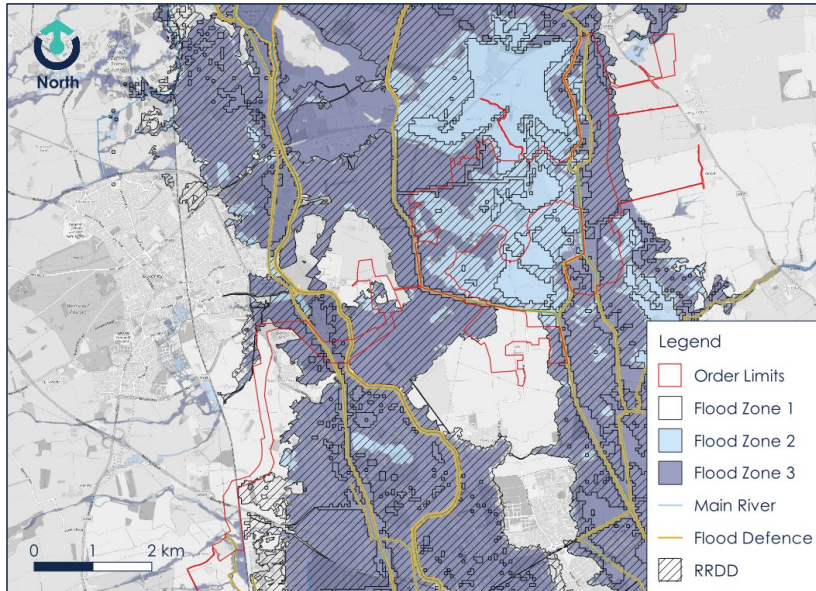 North
Legend
Order Limits
Flood Zone 1
Flood Zone 2
Flood Zone 3
Main River
Flood Defence
RRDD
0 1 2 km